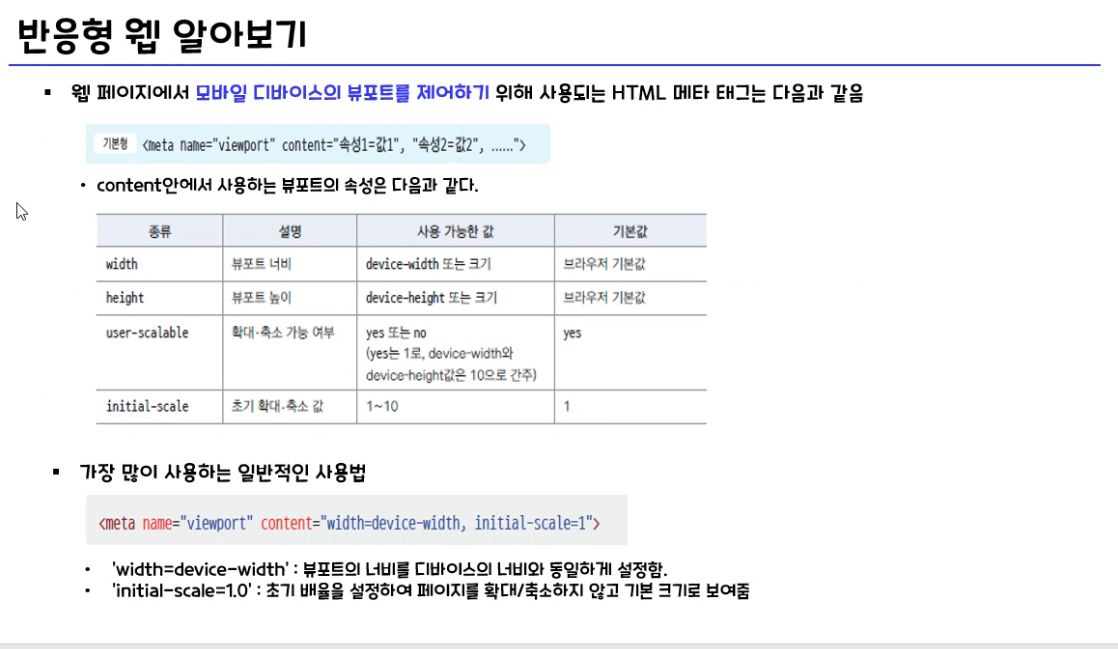 반응형 웹 알아보기
▪ 웹 페이지에서 모바일 디바이스의 뷰포트를 제어하기 위해 사용되는 HTML 메타 태그는 다음과 같음
기본형 <meta name="viewport" content="속성1=값1", "속성2=값2", ......">
• content안에서 사용하는 뷰포트의 속성은 다음과 같다.
종류 설명 사용 가능한 값 기본값
width 뷰포트 너비 device-width 또는 크기 브라우저 기본값
height 뷰포트 높이 device-height 또는 크기 브라우저 기본값
user-scalable 확대·축소 가능 여부 yes 또는 no yes
(yes는 1로, device-width와
device-height값은 10으로 간주)
initial-scale 초기 확대·축소 값 1~10 1
▪ 가장 많이 사용하는 일반적인 사용법
<meta name="viewport" content="width=device-width, initial-scale=1">
• 'width=device-width' : 뷰포트의 너비를 디바이스의 너비와 동일하게 설정함.
• 'initial-scale=1.0' : 초기 배율을 설정하여 페이지를 확대/축소하지 않고 기본 크기로 보여줌